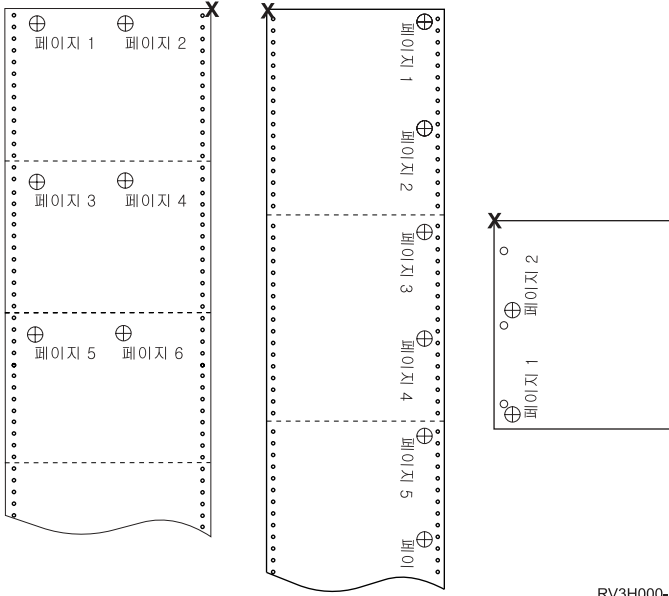 X
페이지 1 페이지 2
페이지 3 페이지 4
페이지 5 페이지 6
X
페이지 1
페이지 2
페이지 3
페이지 4
페이지 5
페이
X
페이지 2
페이지 1
RV3H000-